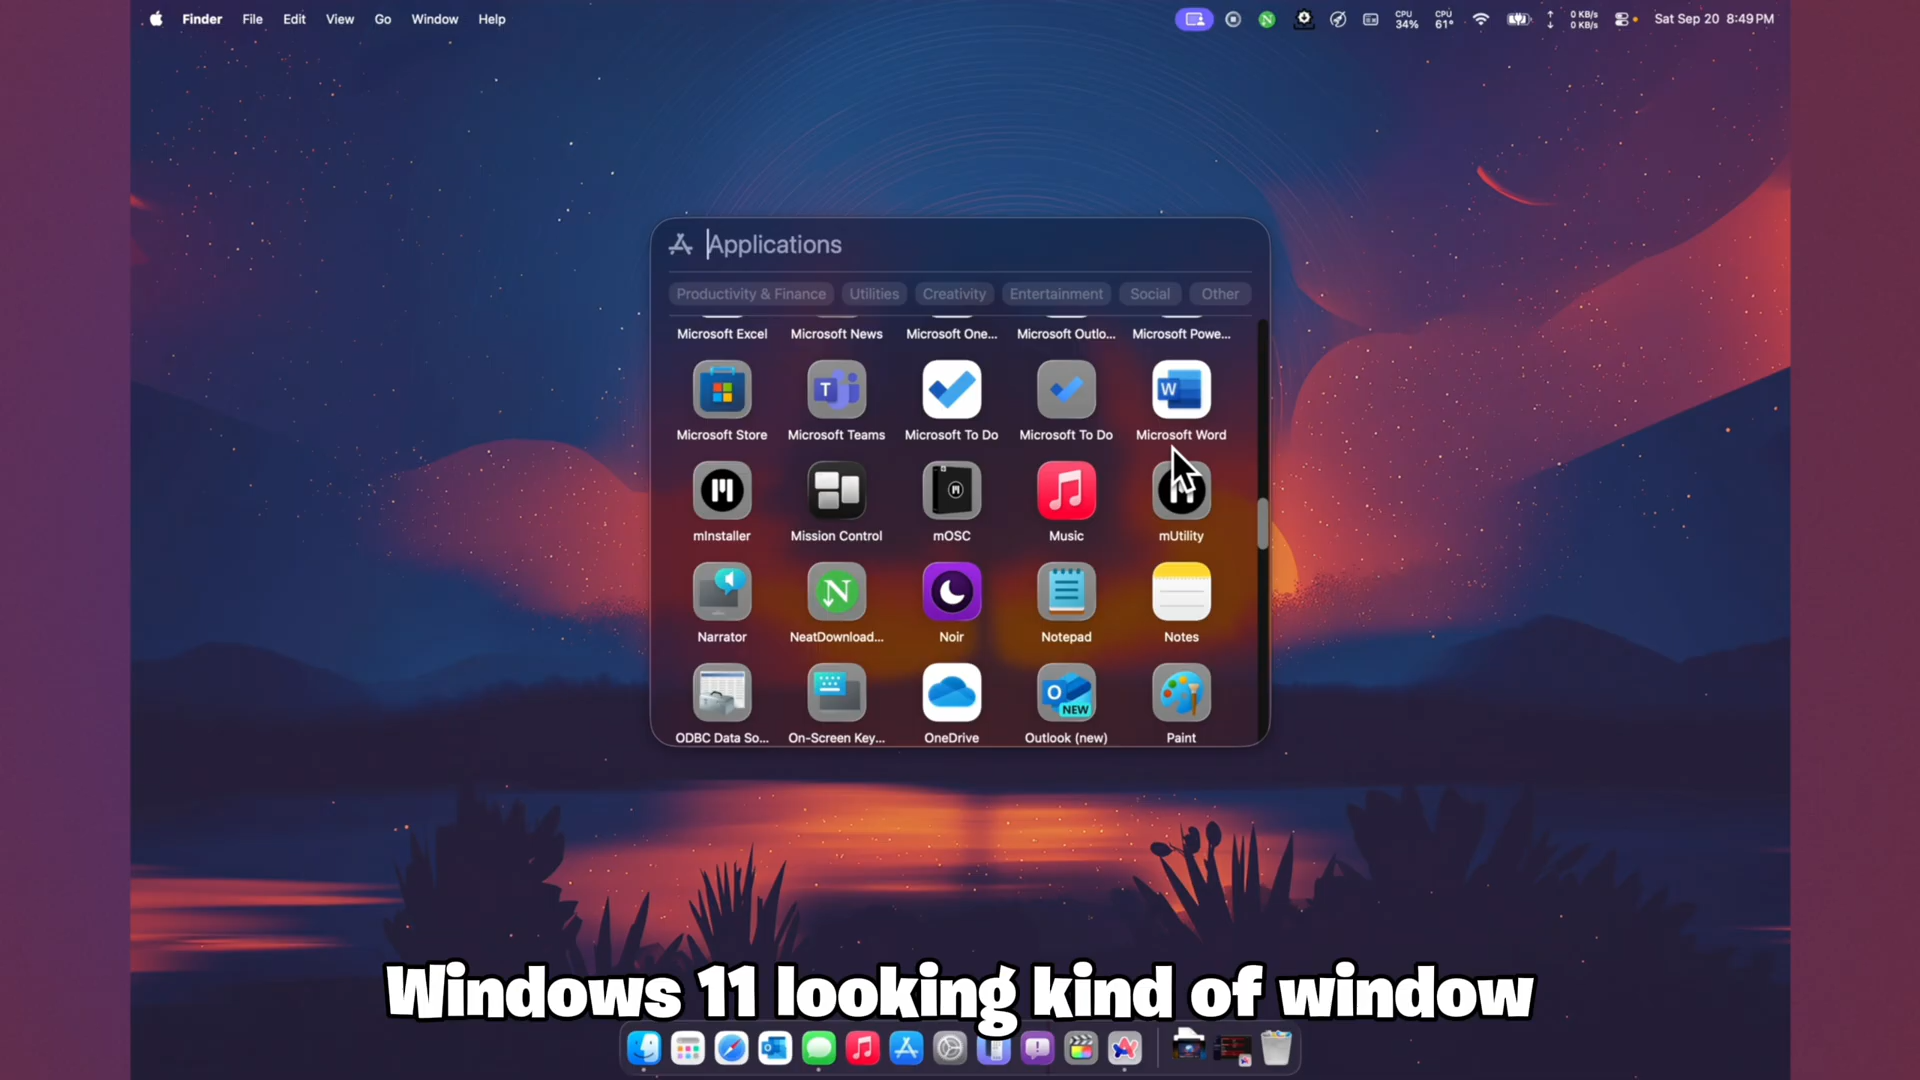 Finder File Edit View Go Window Help
CPU 34% CPU 61° 0 KB/s 0 KB/s Sat Sep 20 8:49 PM
Applications
Productivity & Finance Utilities Creativity Entertainment Social Other
Microsoft Excel Microsoft News Microsoft One... Microsoft Outlo... Microsoft Powe...
Microsoft Store Microsoft Teams Microsoft To Do Microsoft To Do Microsoft Word
mInstaller Mission Control mOSC Music mUtility
Narrator NeatDownload... Noir Notepad Notes
NEW
ODBC Data So... On-Screen Key... OneDrive Outlook (new) Paint
Windows 11 looking kind of window